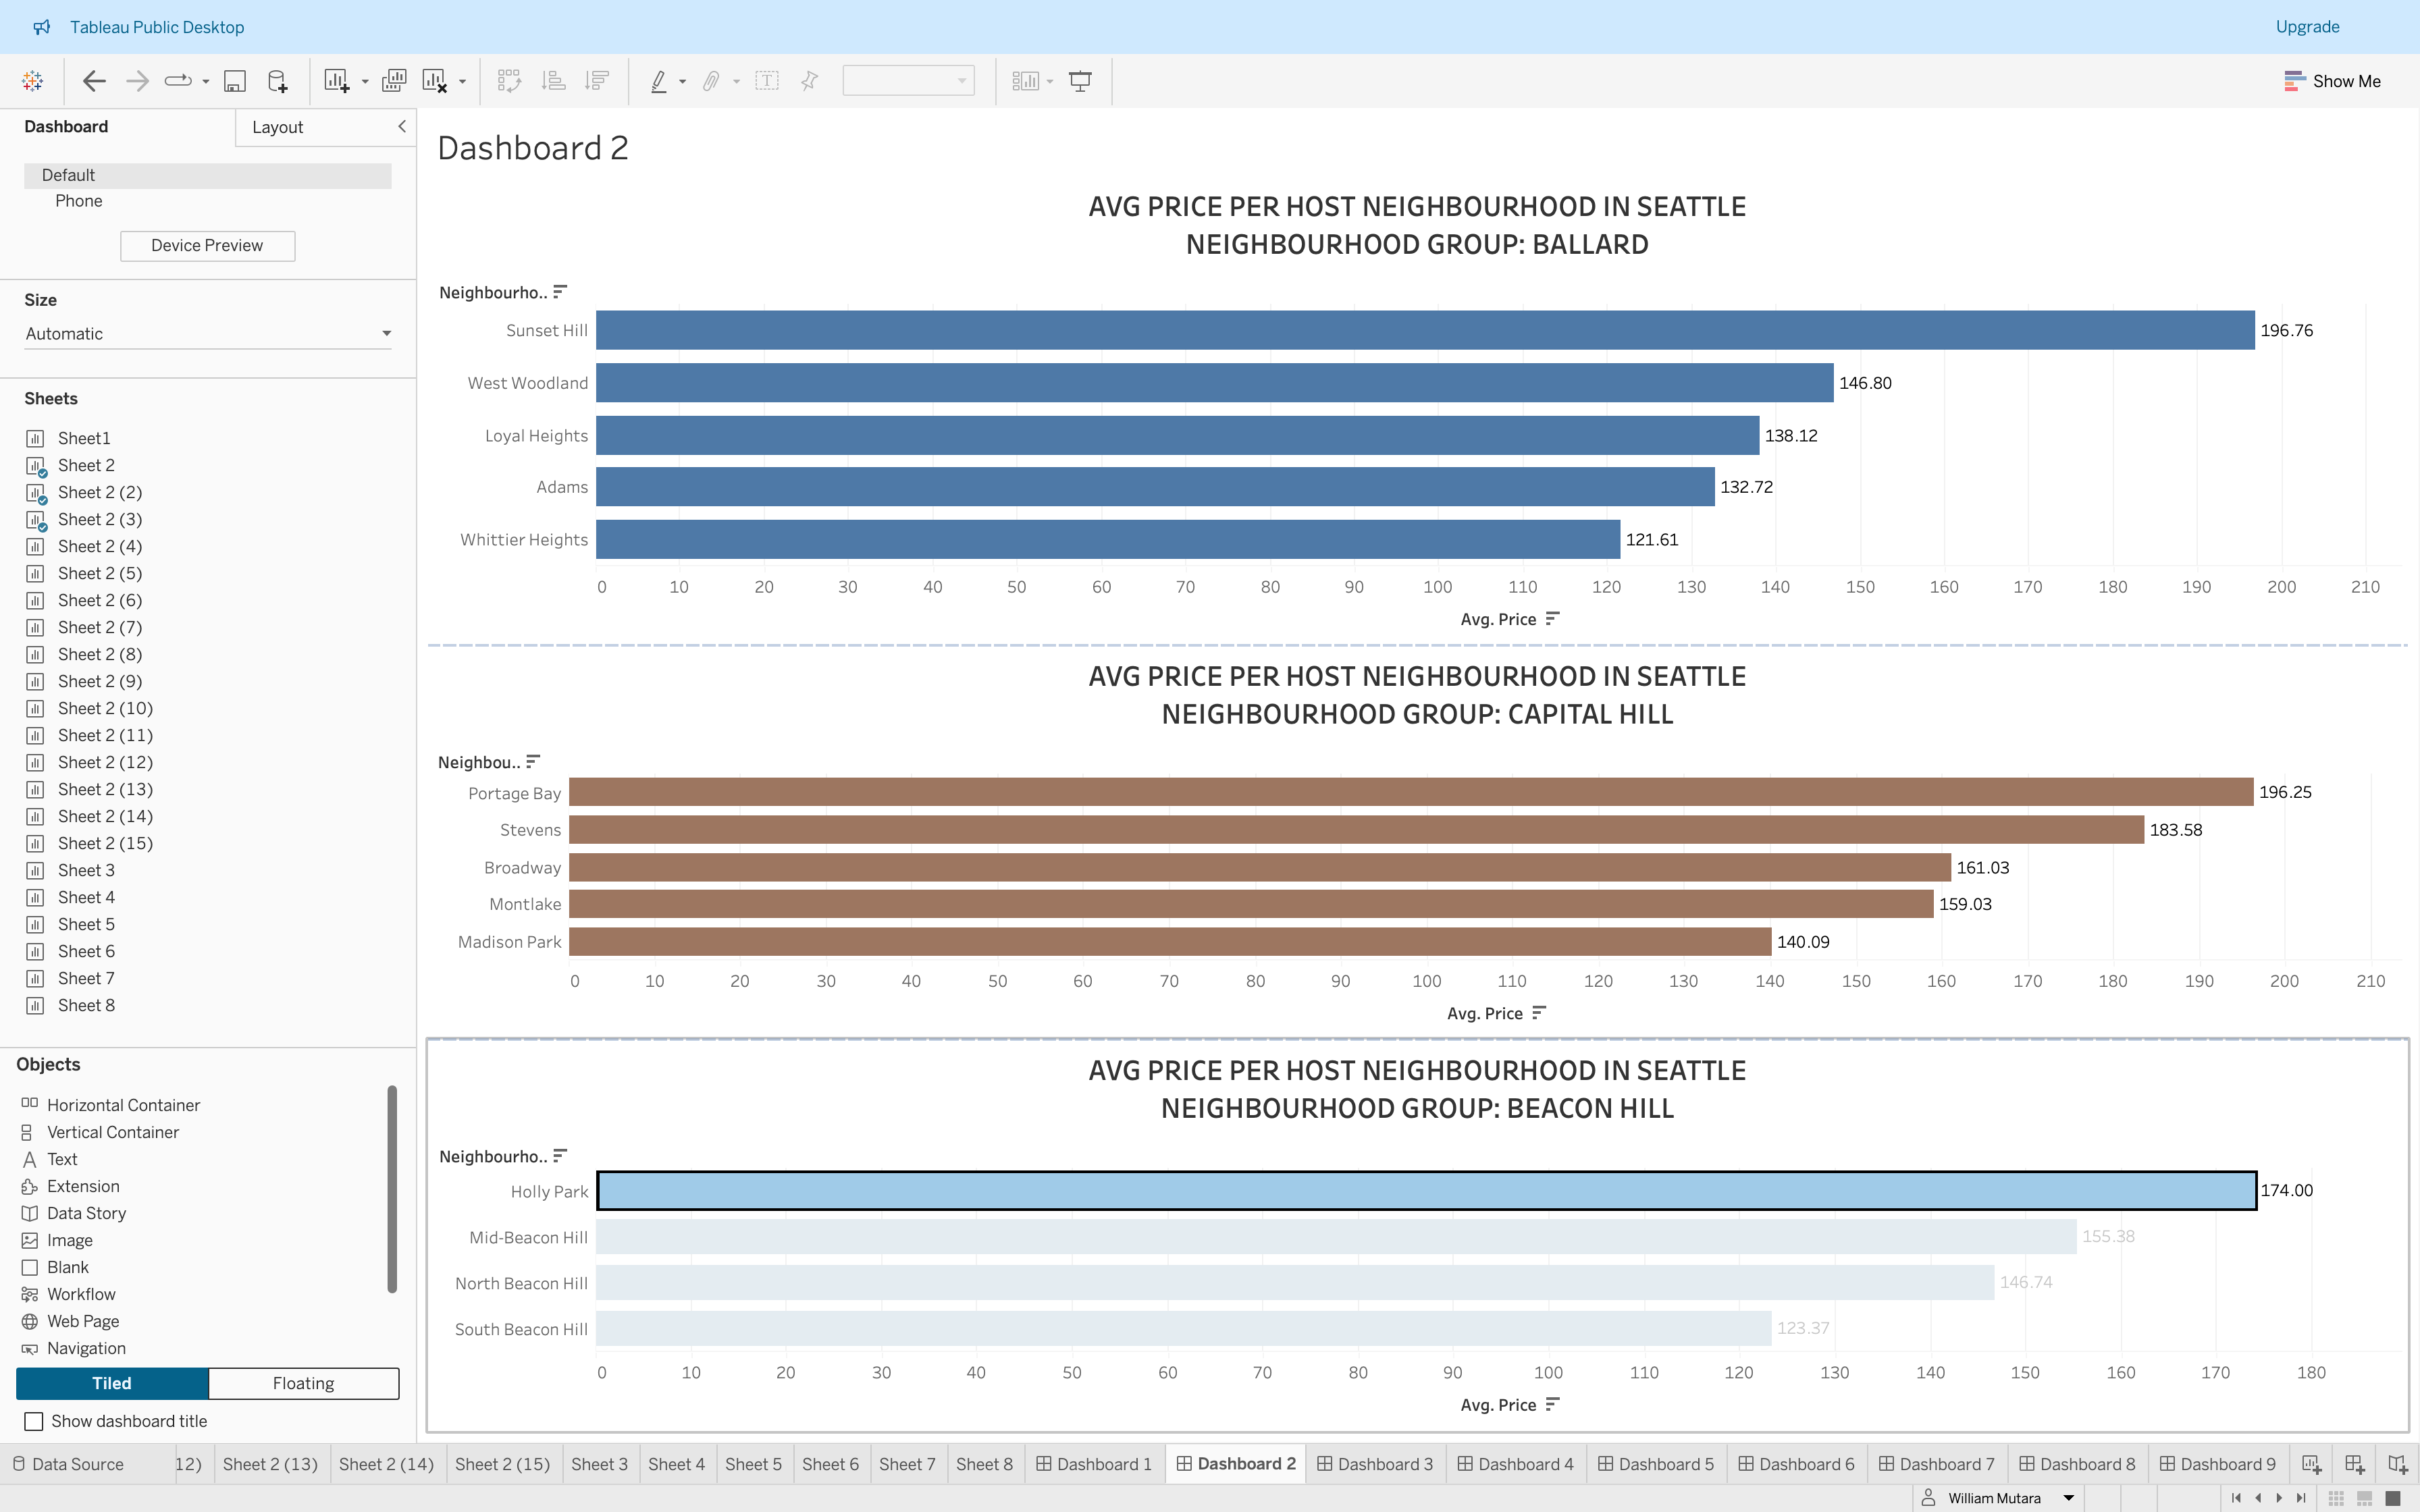 Tableau Public Desktop
Upgrade
Show Me
Dashboard
Layout
Default
Phone
Device Preview
Size
Automatic
Sheets
Sheet1
Sheet 2
Sheet 2 (2)
Sheet 2 (3)
Sheet 2 (4)
Sheet 2 (5)
Sheet 2 (6)
Sheet 2 (7)
Sheet 2 (8)
Sheet 2 (9)
Sheet 2 (10)
Sheet 2 (11)
Sheet 2 (12)
Sheet 2 (13)
Sheet 2 (14)
Sheet 2 (15)
Sheet 3
Sheet 4
Sheet 5
Sheet 6
Sheet 7
Sheet 8
Objects
Horizontal Container
Vertical Container
Text
Extension
Data Story
Image
Blank
Workflow
Web Page
Navigation
Tiled
Floating
Show dashboard title
Dashboard 2
AVG PRICE PER HOST NEIGHBOURHOOD IN SEATTLE
NEIGHBOURHOOD GROUP: BALLARD
Neighbourho..
Sunset Hill 196.76
West Woodland 146.80
Loyal Heights 138.12
Adams 132.72
Whittier Heights 121.61
0 10 20 30 40 50 60 70 80 90 100 110 120 130 140 150 160 170 180 190 200 210
Avg. Price
AVG PRICE PER HOST NEIGHBOURHOOD IN SEATTLE
NEIGHBOURHOOD GROUP: CAPITAL HILL
Neighbou..
Portage Bay 196.25
Stevens 183.58
Broadway 161.03
Montlake 159.03
Madison Park 140.09
0 10 20 30 40 50 60 70 80 90 100 110 120 130 140 150 160 170 180 190 200 210
Avg. Price
AVG PRICE PER HOST NEIGHBOURHOOD IN SEATTLE
NEIGHBOURHOOD GROUP: BEACON HILL
Neighbourho..
Holly Park 174.00
Mid-Beacon Hill 155.38
North Beacon Hill 146.74
South Beacon Hill 123.37
0 10 20 30 40 50 60 70 80 90 100 110 120 130 140 150 160 170 180
Avg. Price
Data Source 12) Sheet 2 (13) Sheet 2 (14) Sheet 2 (15) Sheet 3 Sheet 4 Sheet 5 Sheet 6 Sheet 7 Sheet 8 Dashboard 1 Dashboard 2 Dashboard 3 Dashboard 4 Dashboard 5 Dashboard 6 Dashboard 7 Dashboard 8 Dashboard 9
William Mutara